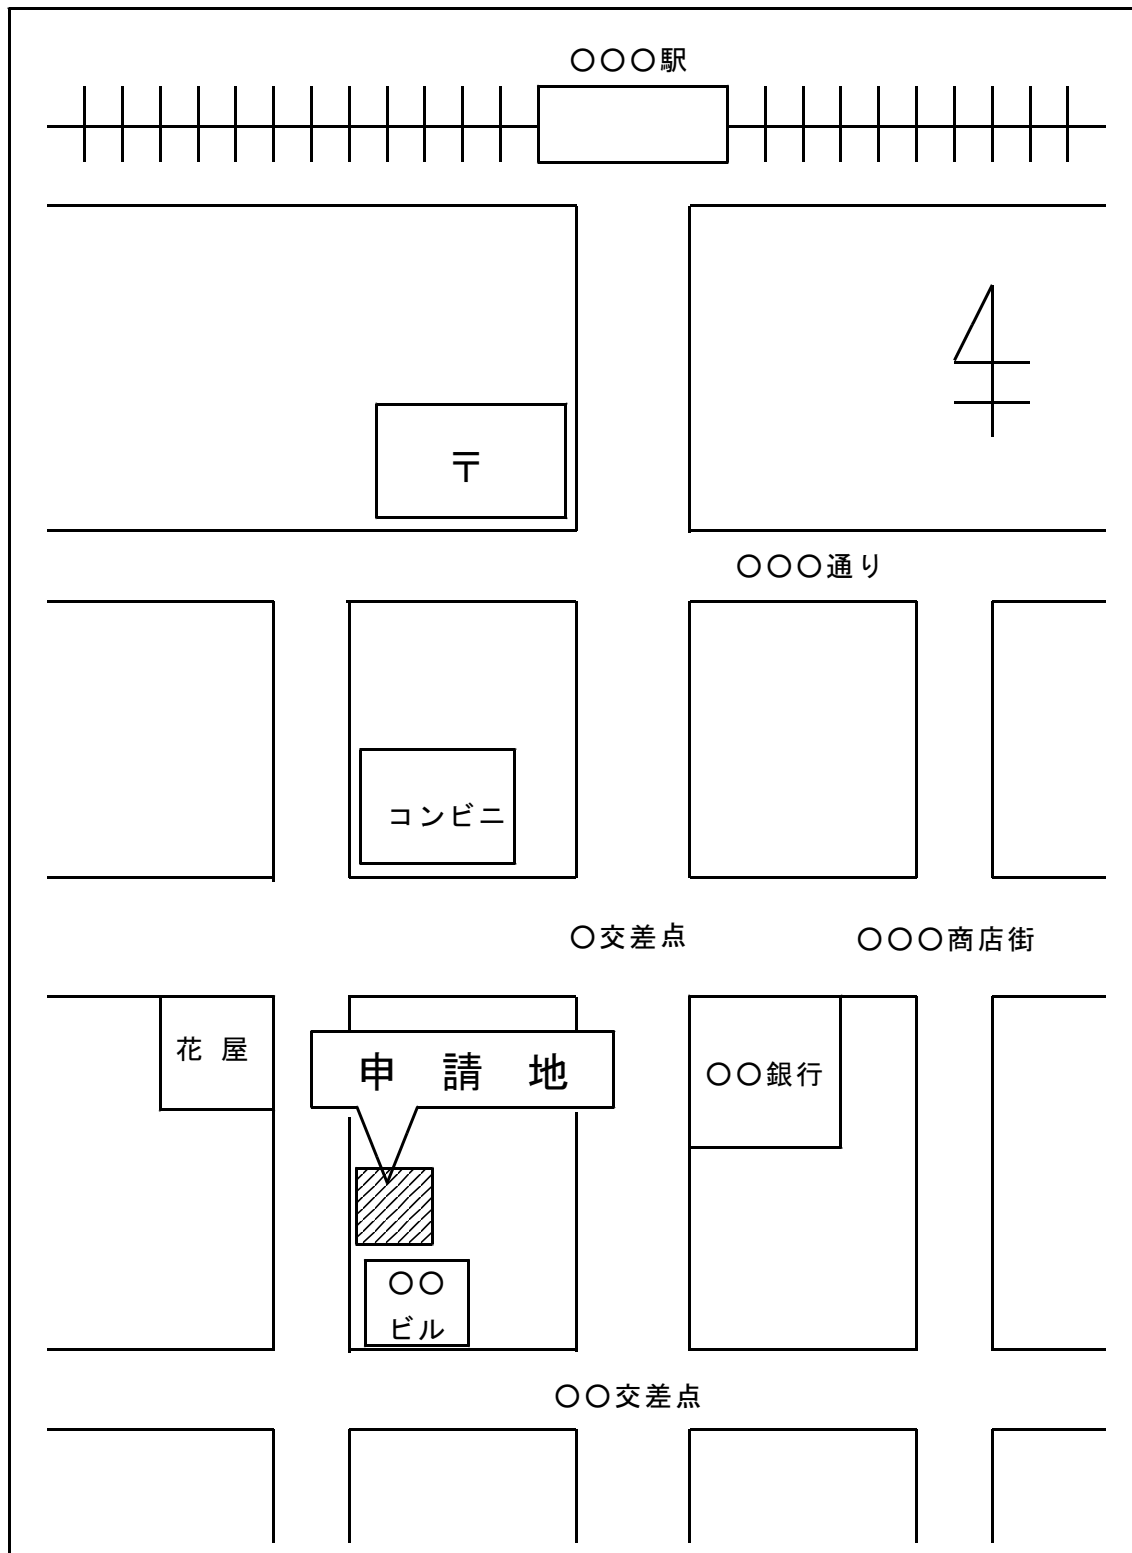 ○○○駅
〒
○○○通り
コンビニ
○交差点
○○○商店街
花 屋
申 請 地
○○銀行
○○
ビル
○○交差点